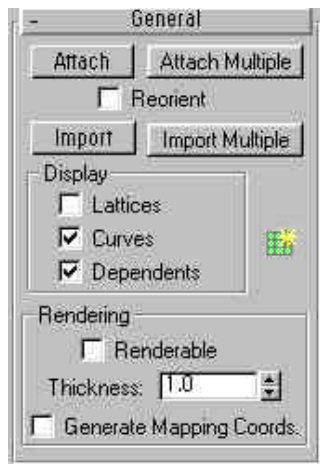 - General
Attach Attach Multiple
Reorient
Import Import Multiple
Display
Lattices
Curves
Dependents
Rendering
Renderable
Thickness: 1.0
Generate Mapping Coords.